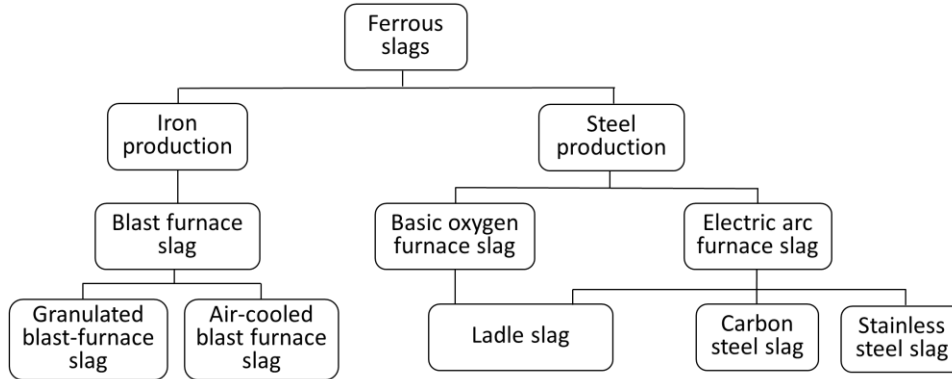 Ferrous
slags
Iron
production
Steel
production
Blast furnace
slag
Basic oxygen
furnace slag
Electric arc
furnace slag
Granulated
blast-furnace
slag
Air-cooled
blast furnace
slag
Ladle slag
Carbon
steel slag
Stainless
steel slag